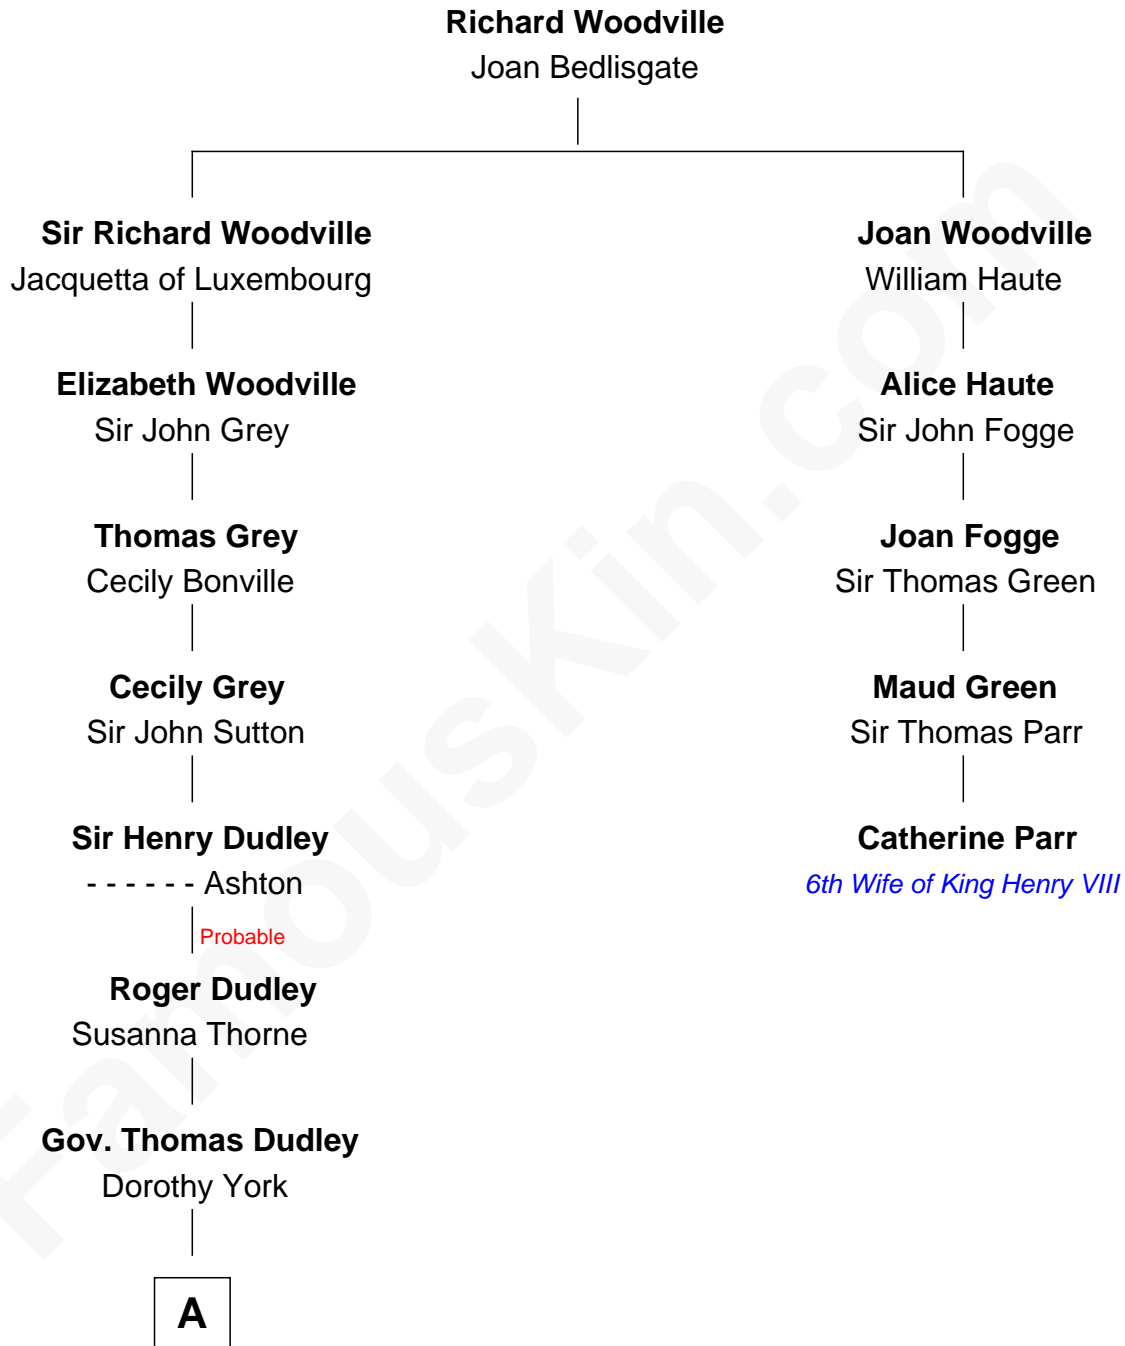 Richard Woodville
Joan Bedlisgate
Sir Richard Woodville
Jacquetta of Luxembourg
Elizabeth Woodville
Sir John Grey
Thomas Grey
Cecily Bonville
Cecily Grey
Sir John Sutton
Sir Henry Dudley
- - - - - - Ashton
Probable
Roger Dudley
Susanna Thorne
Gov. Thomas Dudley
Dorothy York
A
Joan Woodville
William Haute
Alice Haute
Sir John Fogge
Joan Fogge
Sir Thomas Green
Maud Green
Sir Thomas Parr
Catherine Parr
6th Wife of King Henry VIII
FamousKin.com